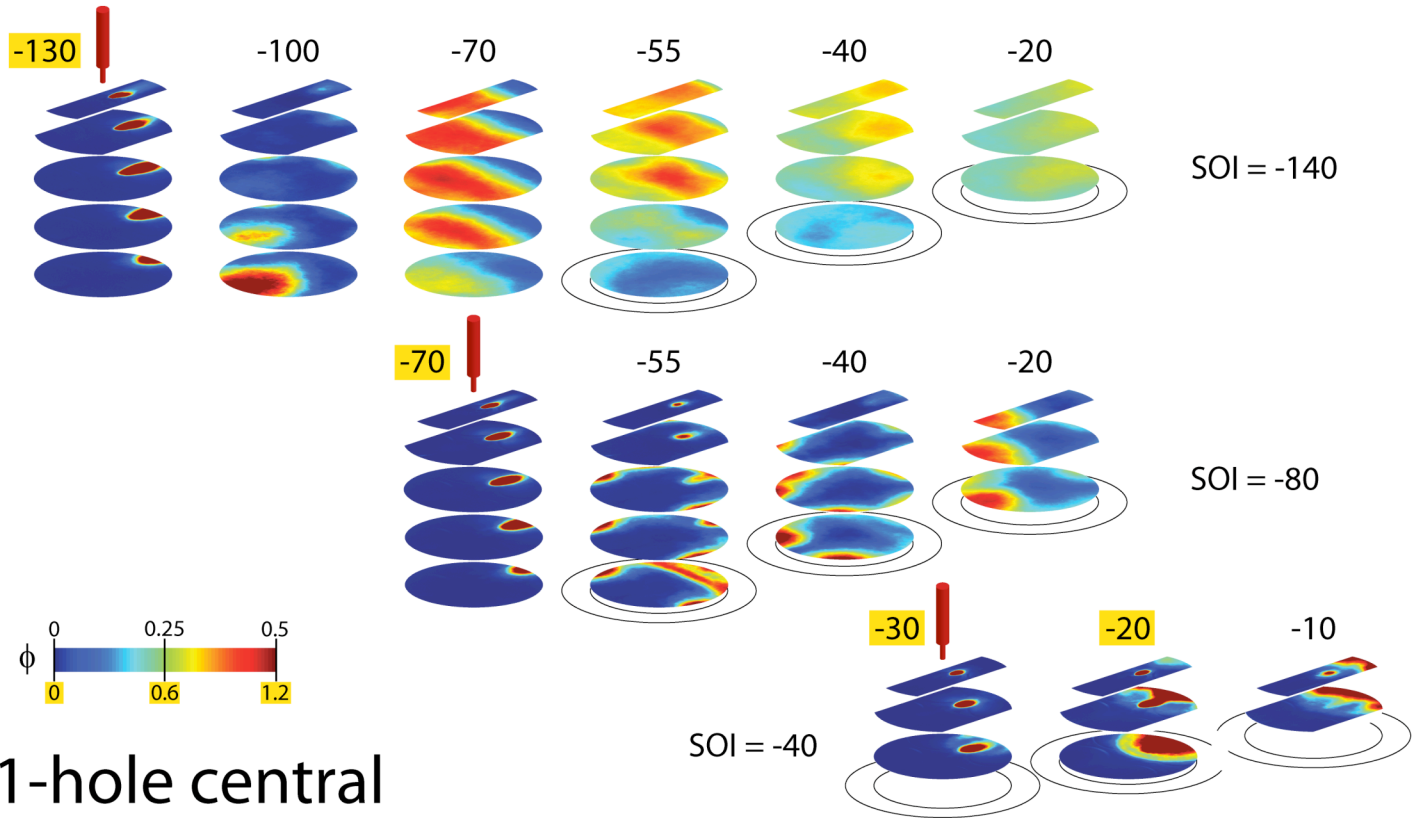 -130 -100 -70 -55 -40 -20
SOI = -140
-70 -55 -40 -20
SOI = -80
-30 -20 -10
0 0.25 0.5
ϕ
0 0.6 1.2
SOI = -40
1-hole central